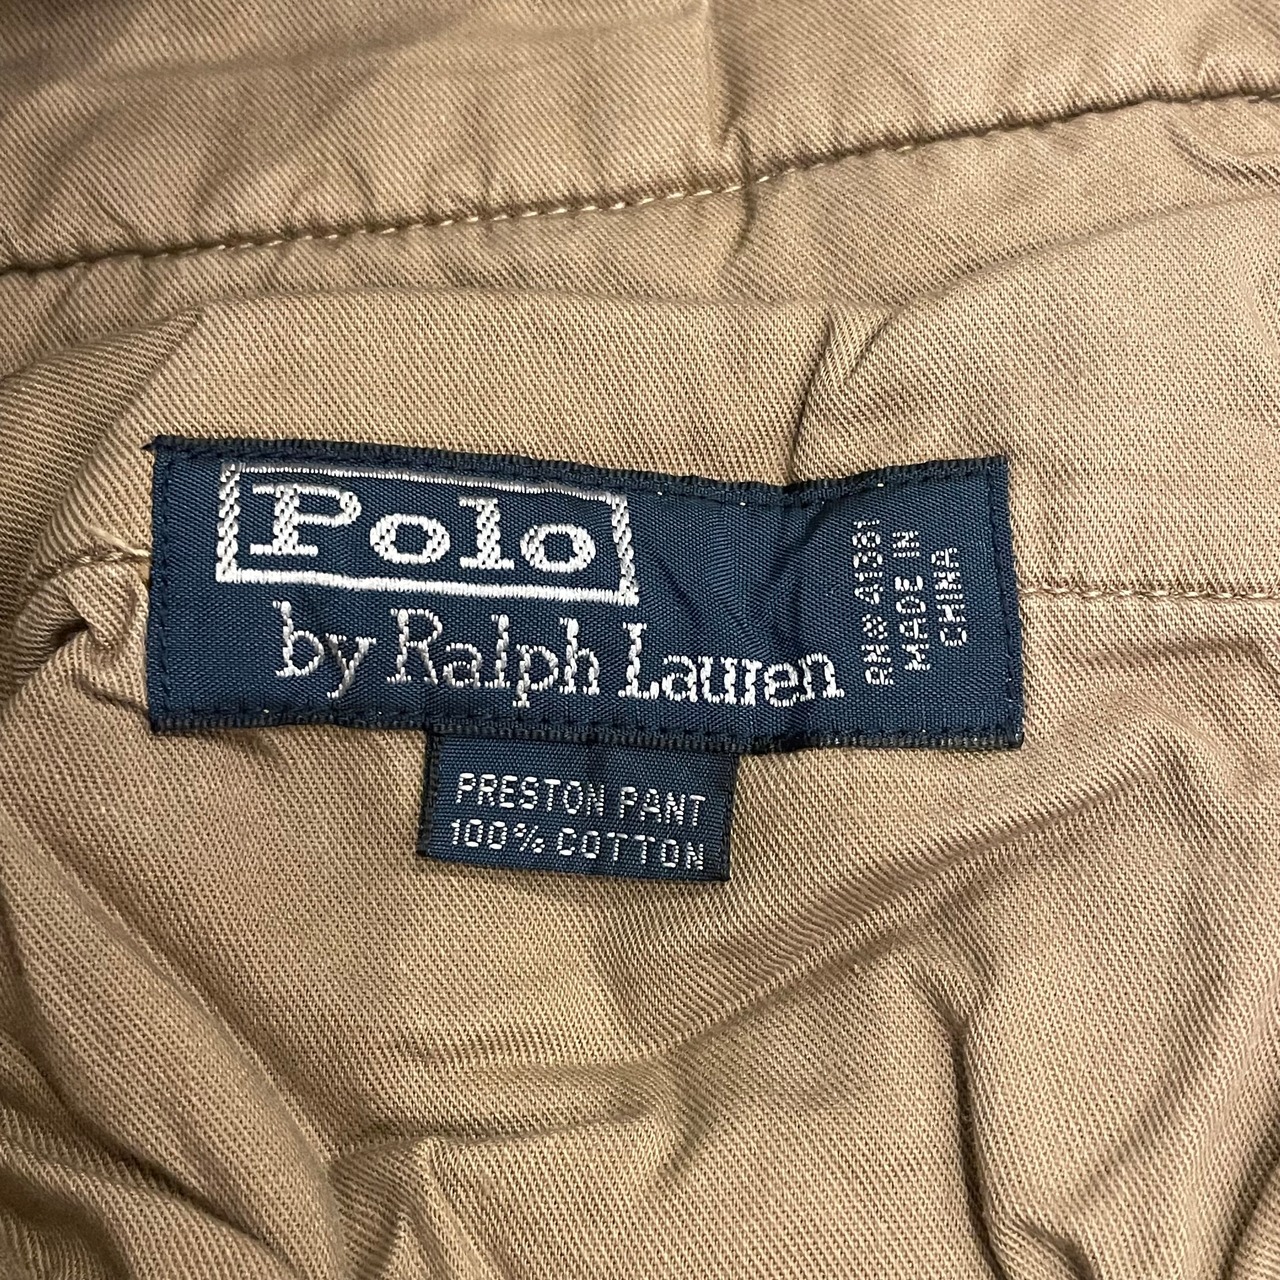 Polo
by Ralph Lauren
RN# 41381
MADE IN
CHINA
PRESTON PANT
100% COTTON